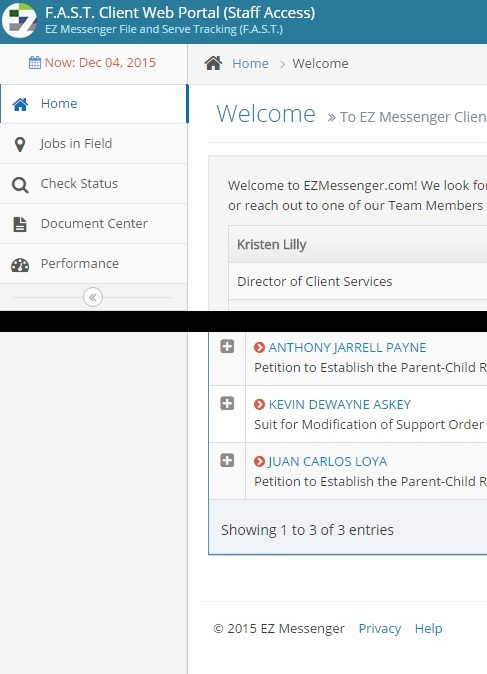 F.A.S.T. Client Web Portal (Staff Access)
EZ Messenger File and Serve Tracking (F.A.S.T.)
Now: Dec 04, 2015
Home
Jobs in Field
Check Status
Document Center
Performance
«
Home > Welcome
Welcome » To EZ Messenger Clien
Welcome to EZMessenger.com! We look fo
or reach out to one of our Team Members
Kristen Lilly
Director of Client Services
ANTHONY JARRELL PAYNE
Petition to Establish the Parent-Child R
KEVIN DEWAYNE ASKEY
Suit for Modification of Support Order
JUAN CARLOS LOYA
Petition to Establish the Parent-Child R
Showing 1 to 3 of 3 entries
© 2015 EZ Messenger Privacy Help